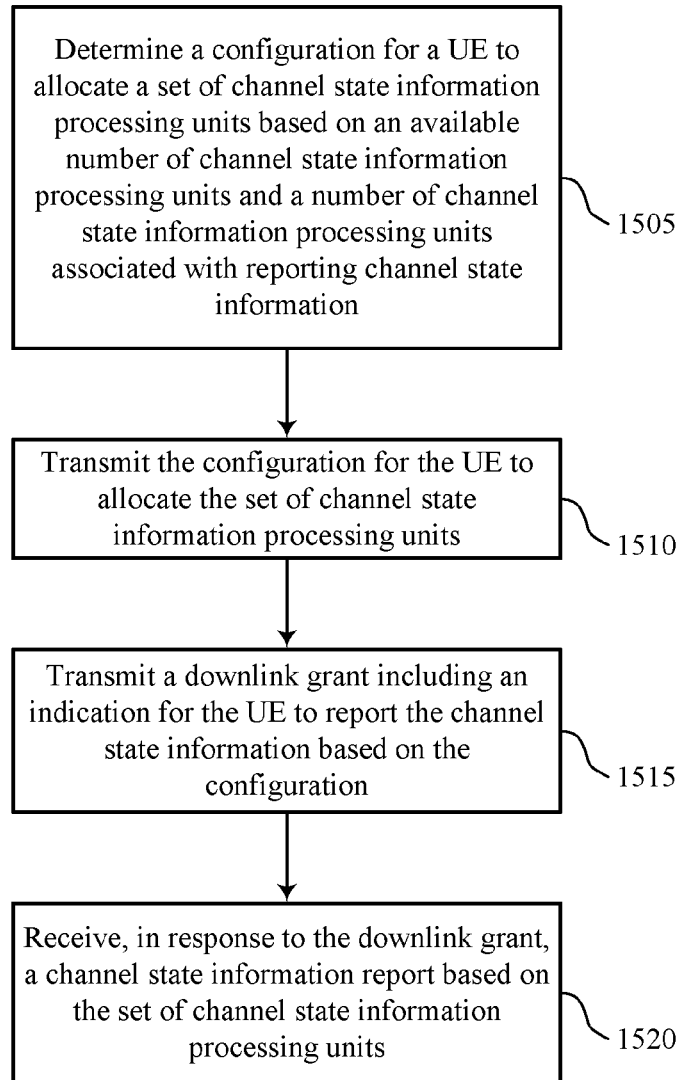 Determine a configuration for a UE to
allocate a set of channel state information
processing units based on an available
number of channel state information
processing units and a number of channel
state information processing units
associated with reporting channel state
information
1505
Transmit the configuration for the UE to
allocate the set of channel state
information processing units
1510
Transmit a downlink grant including an
indication for the UE to report the channel
state information based on the
configuration
1515
Receive, in response to the downlink grant,
a channel state information report based on
the set of channel state information
processing units
1520